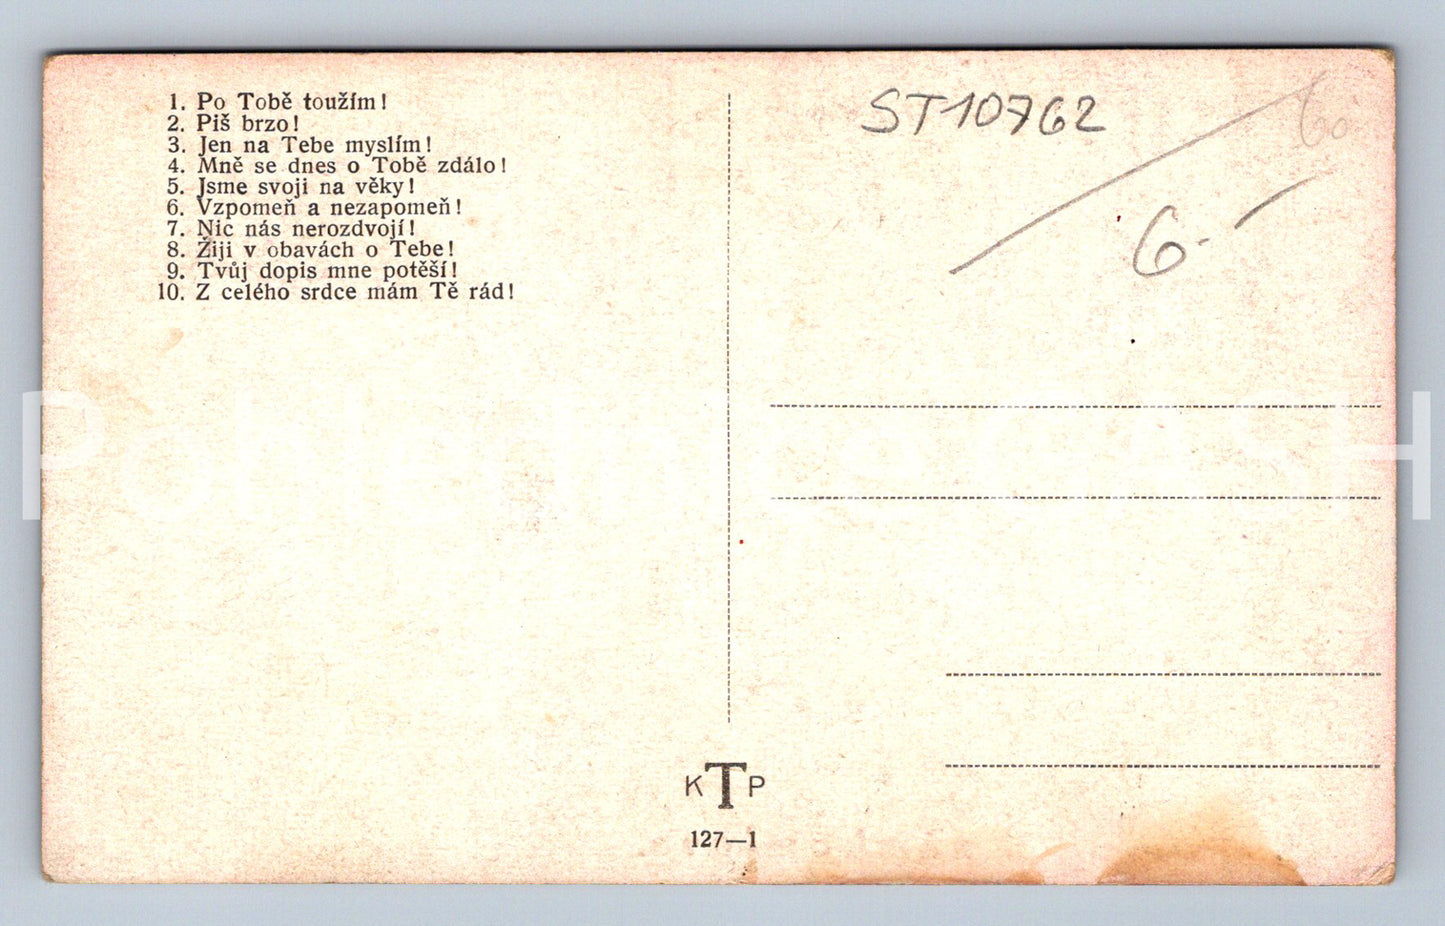 1. Po Tobě toužím!
2. Piš brzo!
3. Jen na Tebe myslím!
4. Mně se dnes o Tobě zdálo!
5. Jsme svoji na věky!
6. Vzpomeň a nezapomeň!
7. Nic nás nerozdvojí!
8. Žiji v obavách o Tebe!
9. Tvůj dopis mne potěší!
10. Z celého srdce mám Tě rád!
ST10762
60
6.-
KTP
127—1